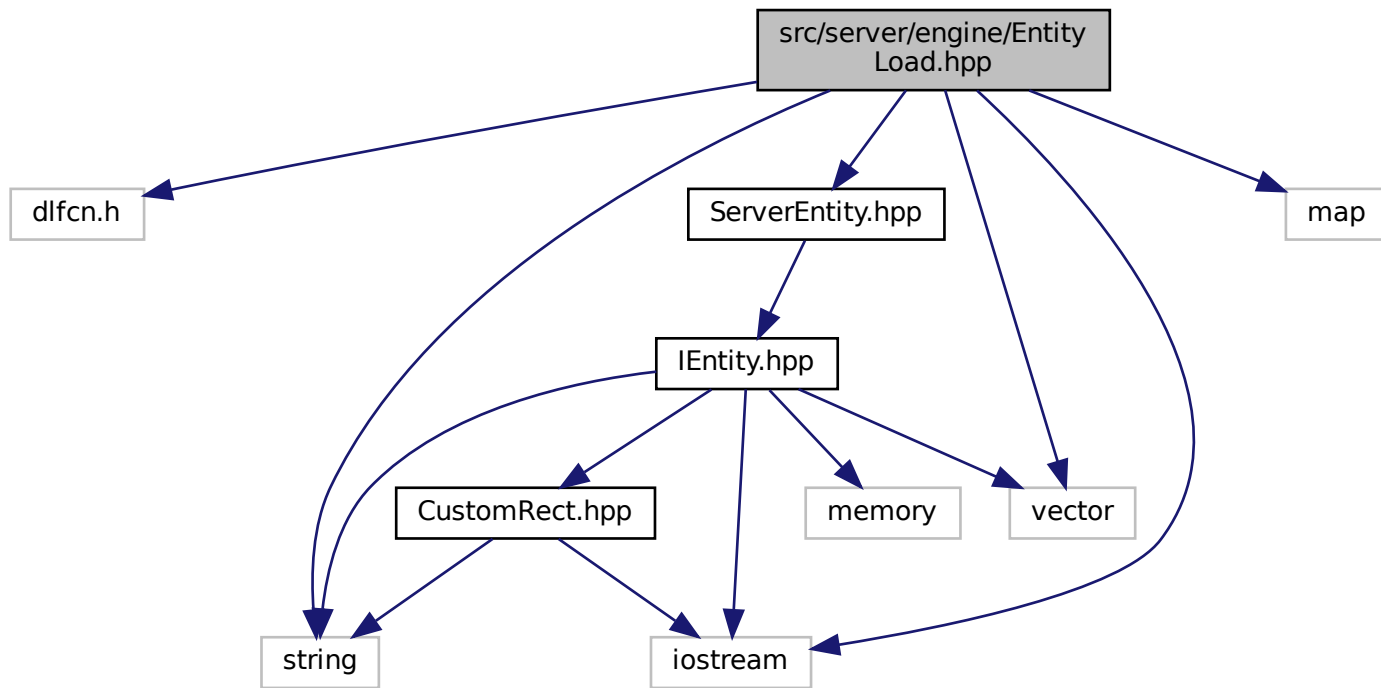 src/server/engine/Entity
Load.hpp
dlfcn.h
ServerEntity.hpp
map
IEntity.hpp
CustomRect.hpp
memory
vector
string
iostream